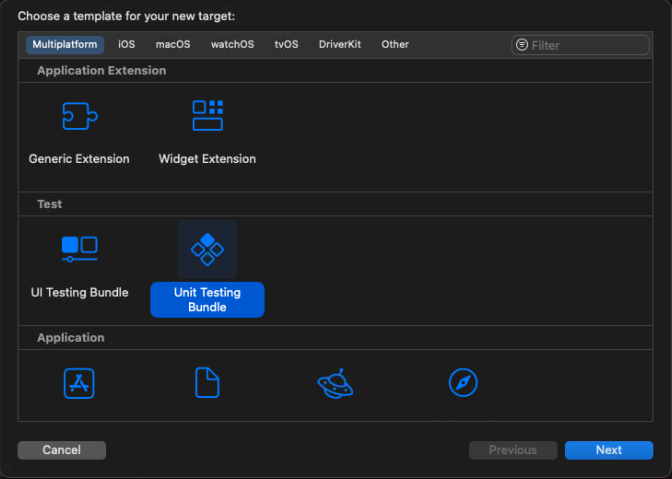 Choose a template for your new target:
Multiplatform iOS macOS watchOS tvOS DriverKit Other Filter
Application Extension
Generic Extension Widget Extension
Test
UI Testing Bundle Unit Testing
Bundle
Application
Cancel Previous Next